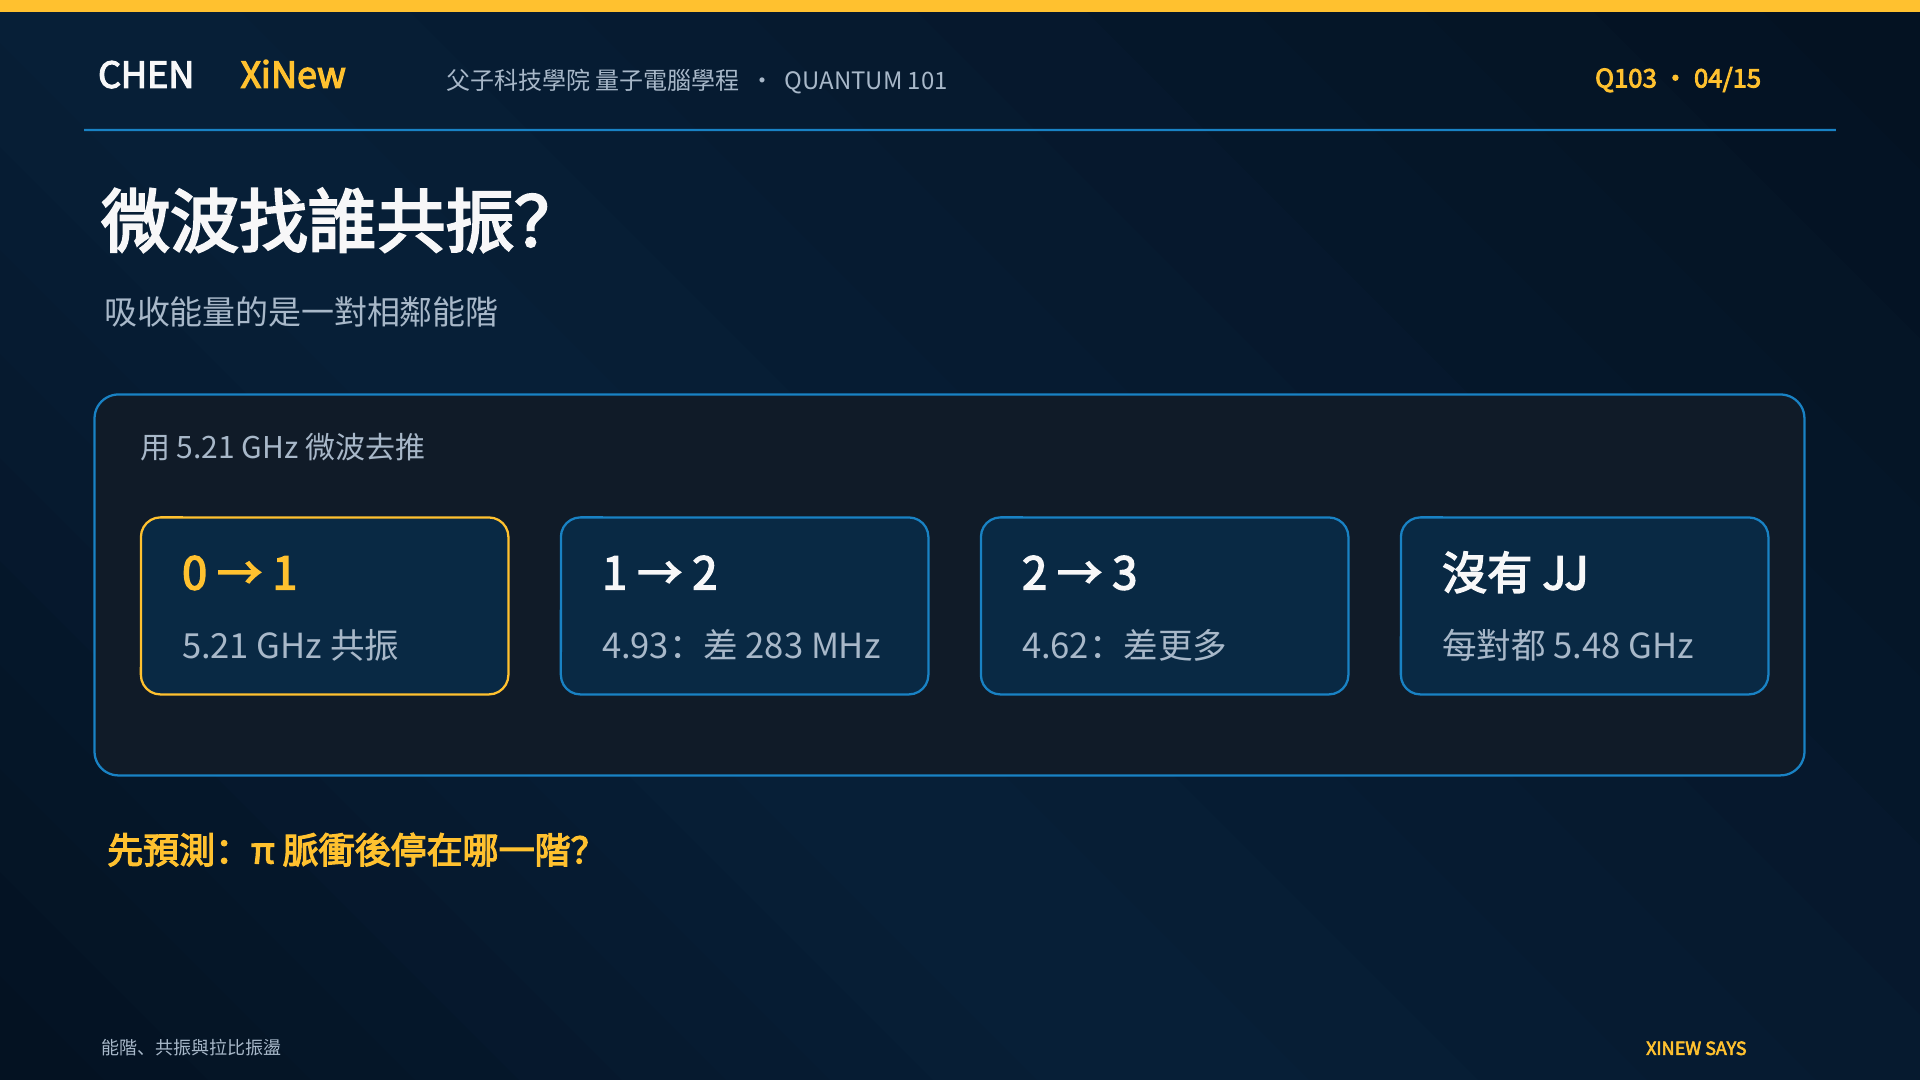 CHEN XiNew 父子科技學院 量子電腦學程 · QUANTUM 101 Q103 · 04/15
微波找誰共振?
吸收能量的是一對相鄰能階
用 5.21 GHz 微波去推
0→1
5.21 GHz 共振
1→2
4.93：差 283 MHz
2→3
4.62：差更多
沒有 JJ
每對都 5.48 GHz
先預測：π 脈衝後停在哪一階?
能階、共振與拉比振盪
XINEW SAYS